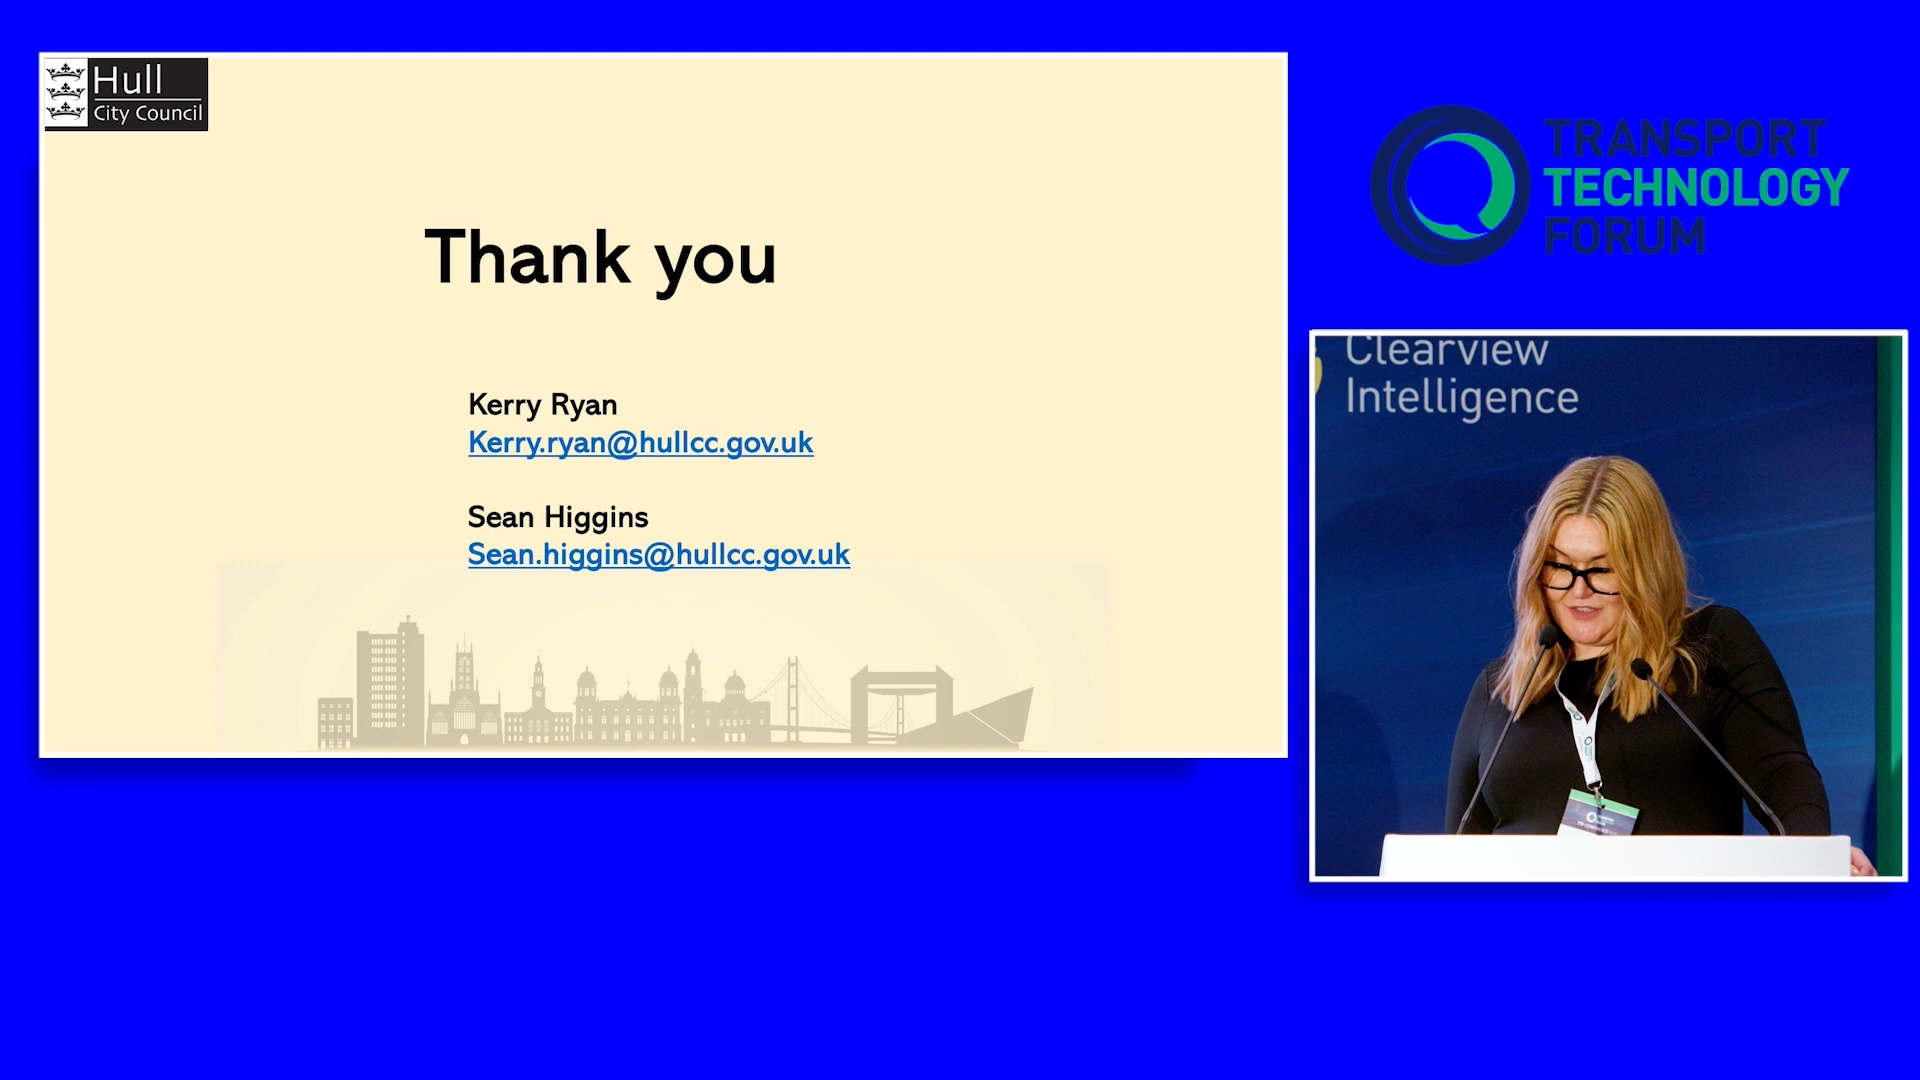 Hull
City Council
Thank you
Kerry Ryan
Kerry.ryan@hullcc.gov.uk
Sean Higgins
Sean.higgins@hullcc.gov.uk
TRANSPORT
TECHNOLOGY
FORUM
Clearview
Intelligence